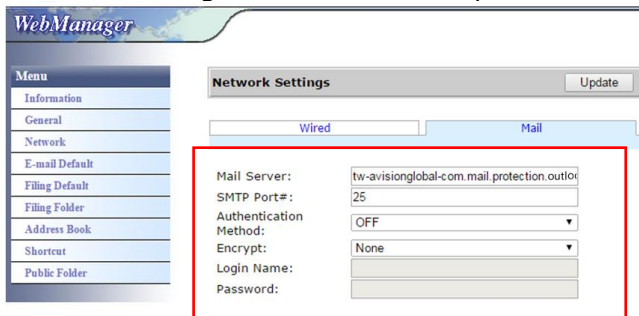 WebManager
Menu
Information
General
Network
E-mail Default
Filing Default
Filing Folder
Address Book
Shortcut
Public Folder
Network Settings
Update
Wired
Mail
Mail Server: tw-avisionglobal-com.mail.protection.outloo
SMTP Port#: 25
Authentication
Method: OFF
Encrypt: None
Login Name:
Password: